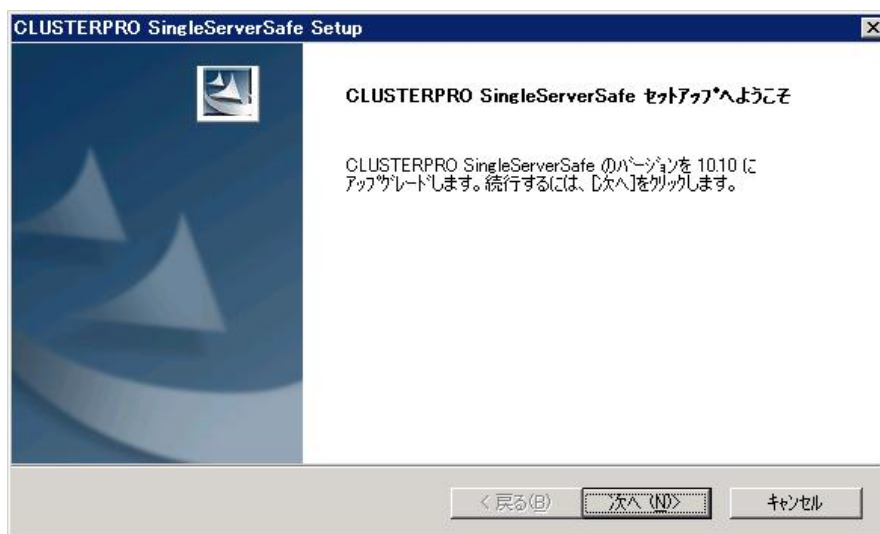 CLUSTERPRO SingleServerSafe Setup
CLUSTERPRO SingleServerSafe セットアップへようこそ
CLUSTERPRO SingleServerSafe のバージョンを 10.10 に
アップグレードします。続行するには、[次へ]をクリックします。
< 戻る(B)
次へ (N)>
キャンセル